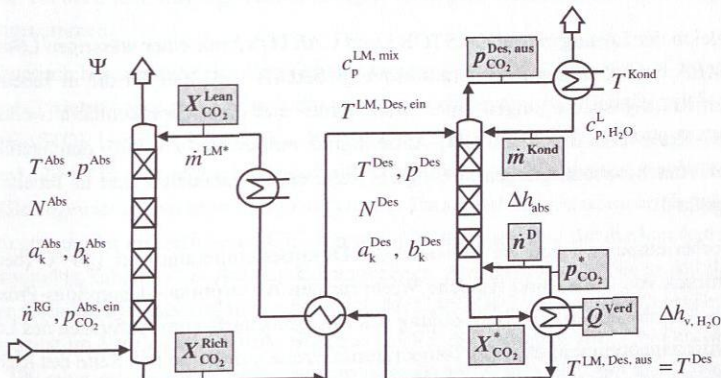 Ψ
X_CO₂^Lean
ṁ^LM*
T^Abs, p^Abs
N^Abs
a_k^Abs, b_k^Abs
ṅ^RG, p_CO₂^Abs, ein
X_CO₂^Rich
c_p^LM, mix
T^LM, Des, ein
T^Des, p^Des
N^Des
a_k^Des, b_k^Des
p_CO₂^Des, aus
T^Kond
c_p, H₂O^L
ṁ^Kond
Δh_abs
ṅ^D
p*_CO₂
Q̇^Verd
Δh_v, H₂O
X*_CO₂
T^LM, Des, aus = T^Des